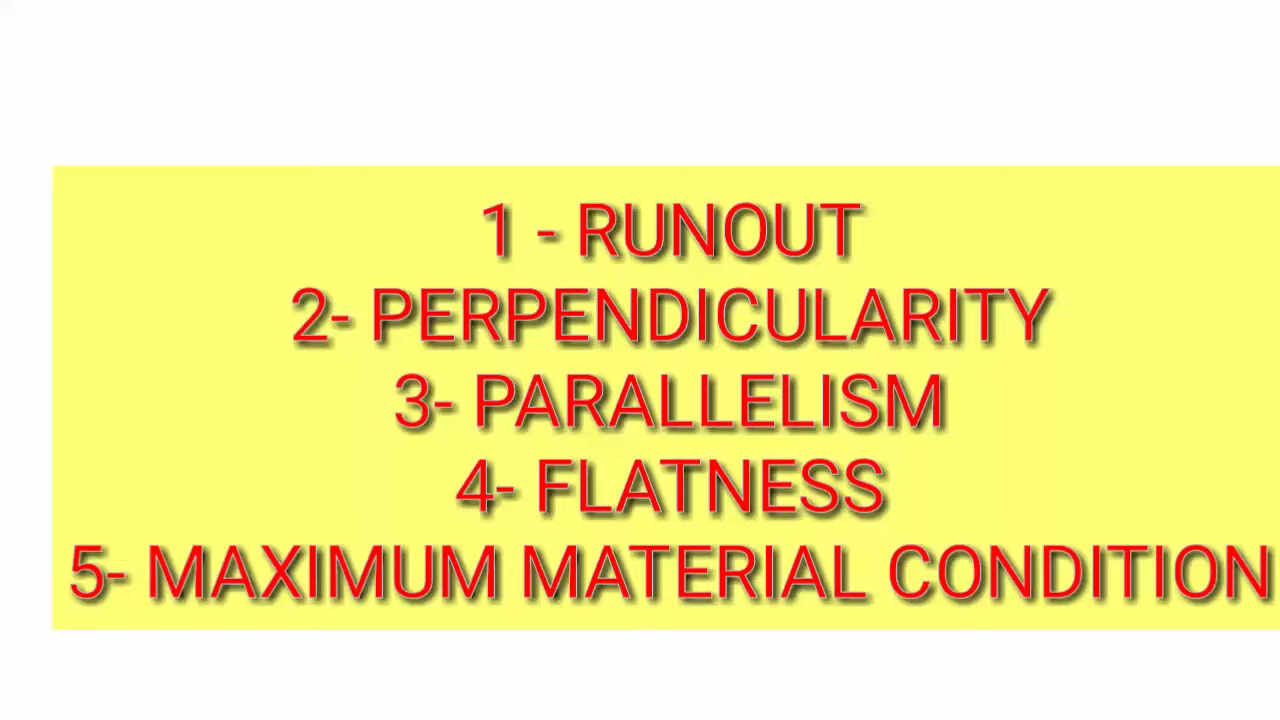 1 - RUNOUT
2- PERPENDICULARITY
3- PARALLELISM
4- FLATNESS
5- MAXIMUM MATERIAL CONDITION